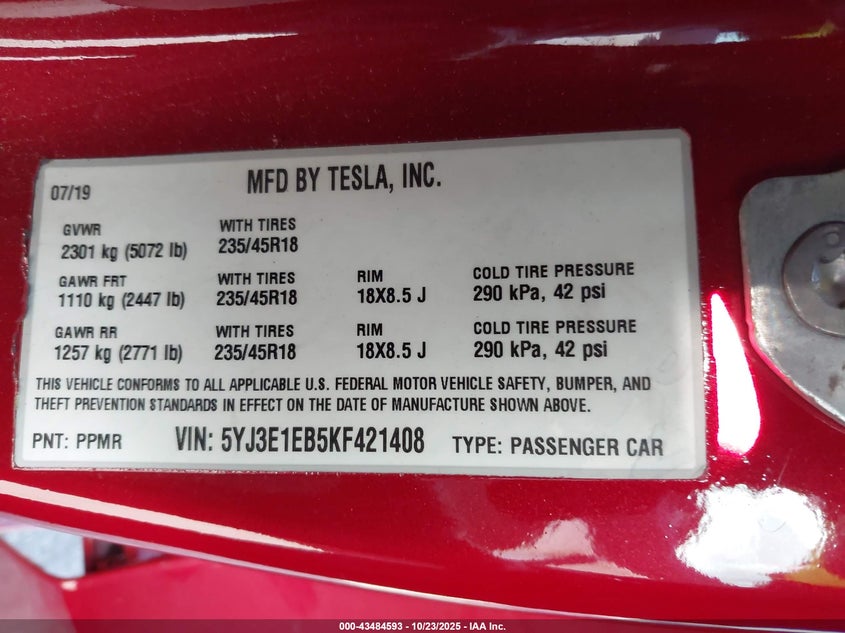 07/19 MFD BY TESLA, INC.
GVWR WITH TIRES
2301 kg (5072 lb) 235/45R18
GAWR FRT WITH TIRES RIM COLD TIRE PRESSURE
1110 kg (2447 lb) 235/45R18 18X8.5 J 290 kPa, 42 psi
GAWR RR WITH TIRES RIM COLD TIRE PRESSURE
1257 kg (2771 lb) 235/45R18 18X8.5 J 290 kPa, 42 psi
THIS VEHICLE CONFORMS TO ALL APPLICABLE U.S. FEDERAL MOTOR VEHICLE SAFETY, BUMPER, AND
THEFT PREVENTION STANDARDS IN EFFECT ON THE DATE OF MANUFACTURE SHOWN ABOVE.
PNT: PPMR VIN: 5YJ3E1EB5KF421408 TYPE: PASSENGER CAR
000-43484593 - 10/23/2025 - IAA Inc.